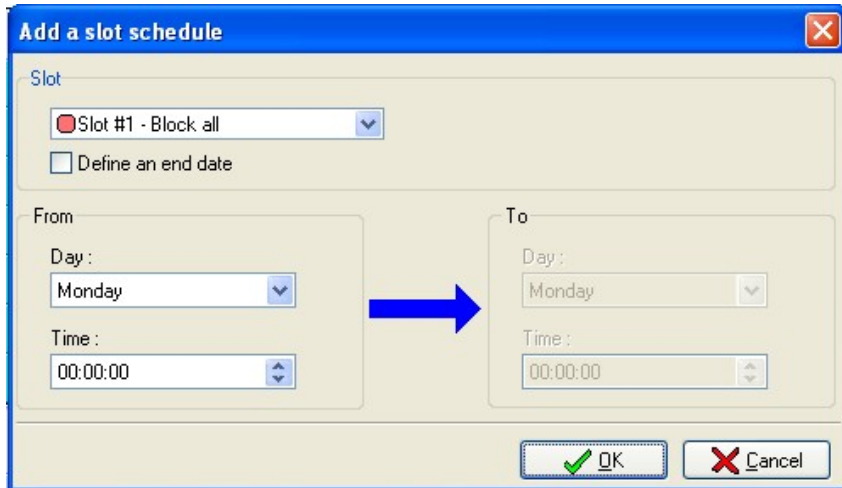 Add a slot schedule
Slot
Slot #1 - Block all
Define an end date
From
Day :
Monday
Time :
00:00:00
To
Day :
Monday
Time :
00:00:00
OK
Cancel